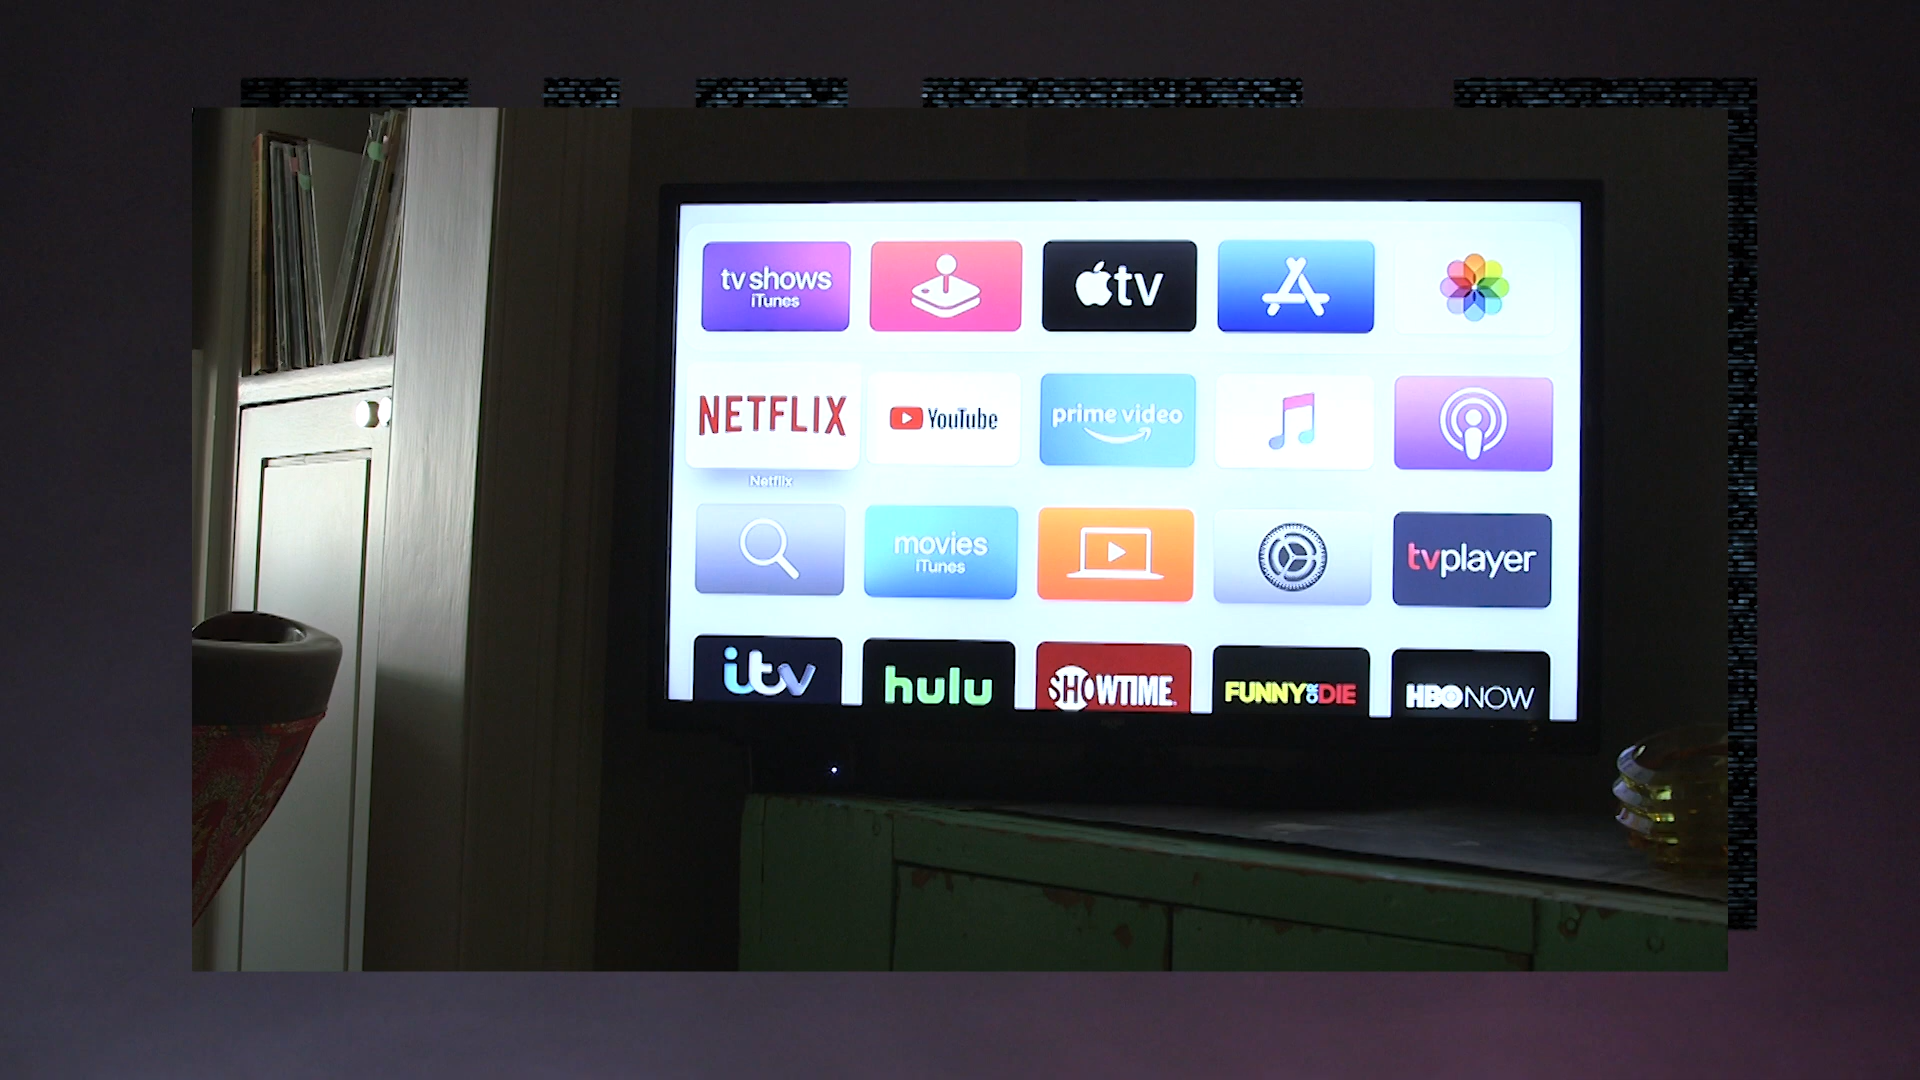 tv shows
iTunes
tv
NETFLIX
YouTube
prime video
Netflix
movies
iTunes
tvplayer
itv
hulu
SHOWTIME
FUNNY OR DIE
HBO NOW